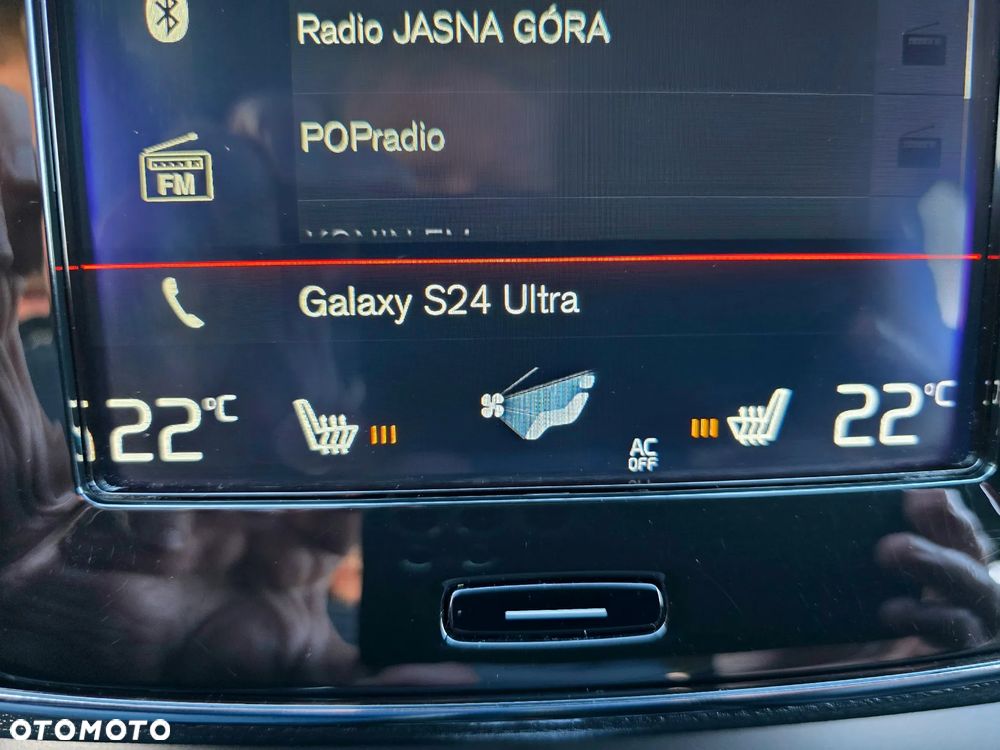 Radio JASNA GÓRA
POPradio
FM
Galaxy S24 Ultra
22°C
22°C
AC
OFF
OTOMOTO